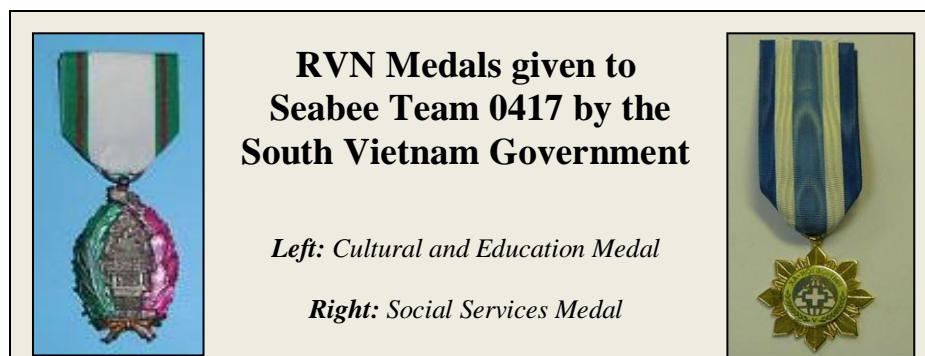 RVN Medals given to
Seabee Team 0417 by the
South Vietnam Government
Left: Cultural and Education Medal
Right: Social Services Medal